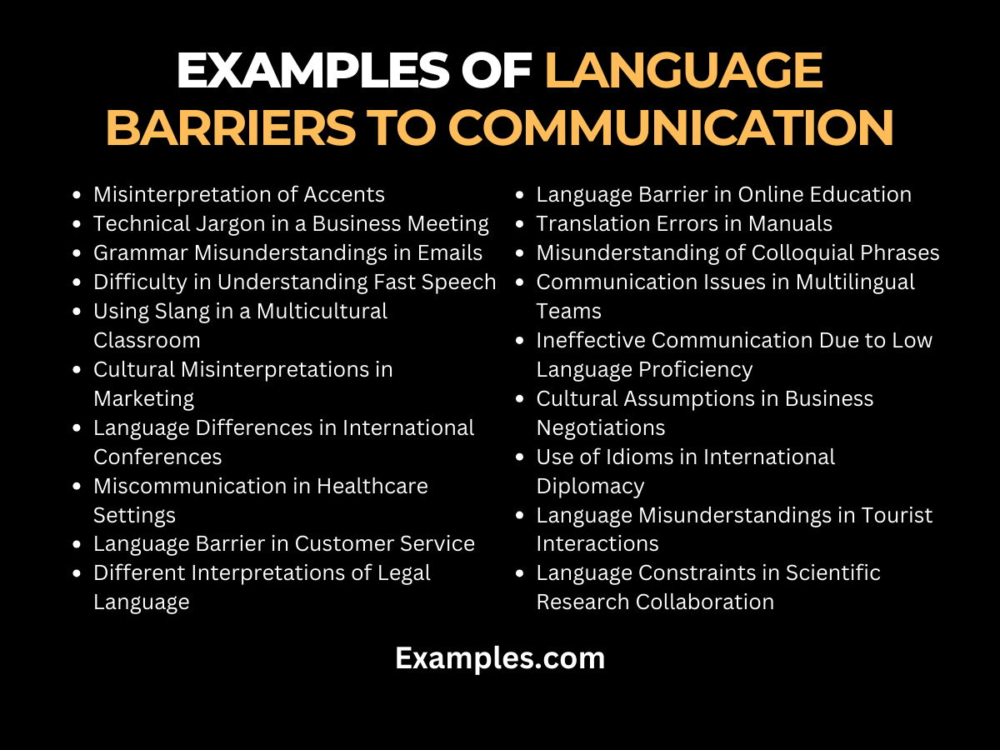 EXAMPLES OF LANGUAGE
BARRIERS TO COMMUNICATION
• Misinterpretation of Accents
• Technical Jargon in a Business Meeting
• Grammar Misunderstandings in Emails
• Difficulty in Understanding Fast Speech
• Using Slang in a Multicultural
Classroom
• Cultural Misinterpretations in
Marketing
• Language Differences in International
Conferences
• Miscommunication in Healthcare
Settings
• Language Barrier in Customer Service
• Different Interpretations of Legal
Language
• Language Barrier in Online Education
• Translation Errors in Manuals
• Misunderstanding of Colloquial Phrases
• Communication Issues in Multilingual
Teams
• Ineffective Communication Due to Low
Language Proficiency
• Cultural Assumptions in Business
Negotiations
• Use of Idioms in International
Diplomacy
• Language Misunderstandings in Tourist
Interactions
• Language Constraints in Scientific
Research Collaboration
Examples.com